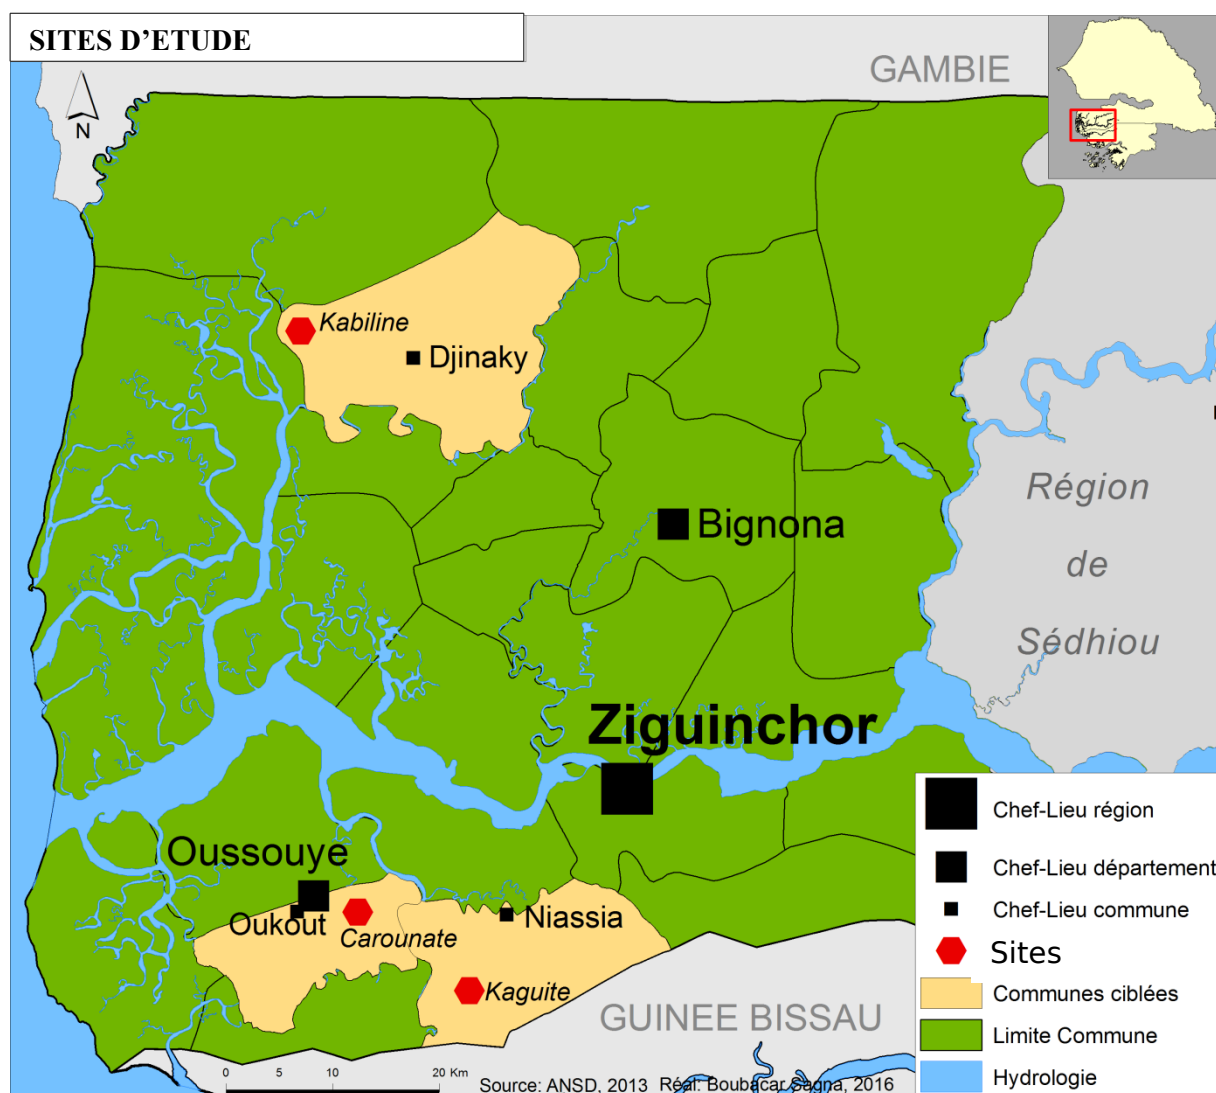 SITES D’ETUDE
GAMBIE
N
Kabiline
Djinaky
Bignona
Région
de
Sédhiou
Ziguinchor
Oussouye
Oukout
Carounate
Niassia
Kaguite
GUINEE BISSAU
Chef-Lieu région
Chef-Lieu département
Chef-Lieu commune
Sites
Communes ciblées
Limite Commune
Hydrologie
0 10 20 Km
Source: ANSD, 2013 Réal: Boubacar Sagna, 2016